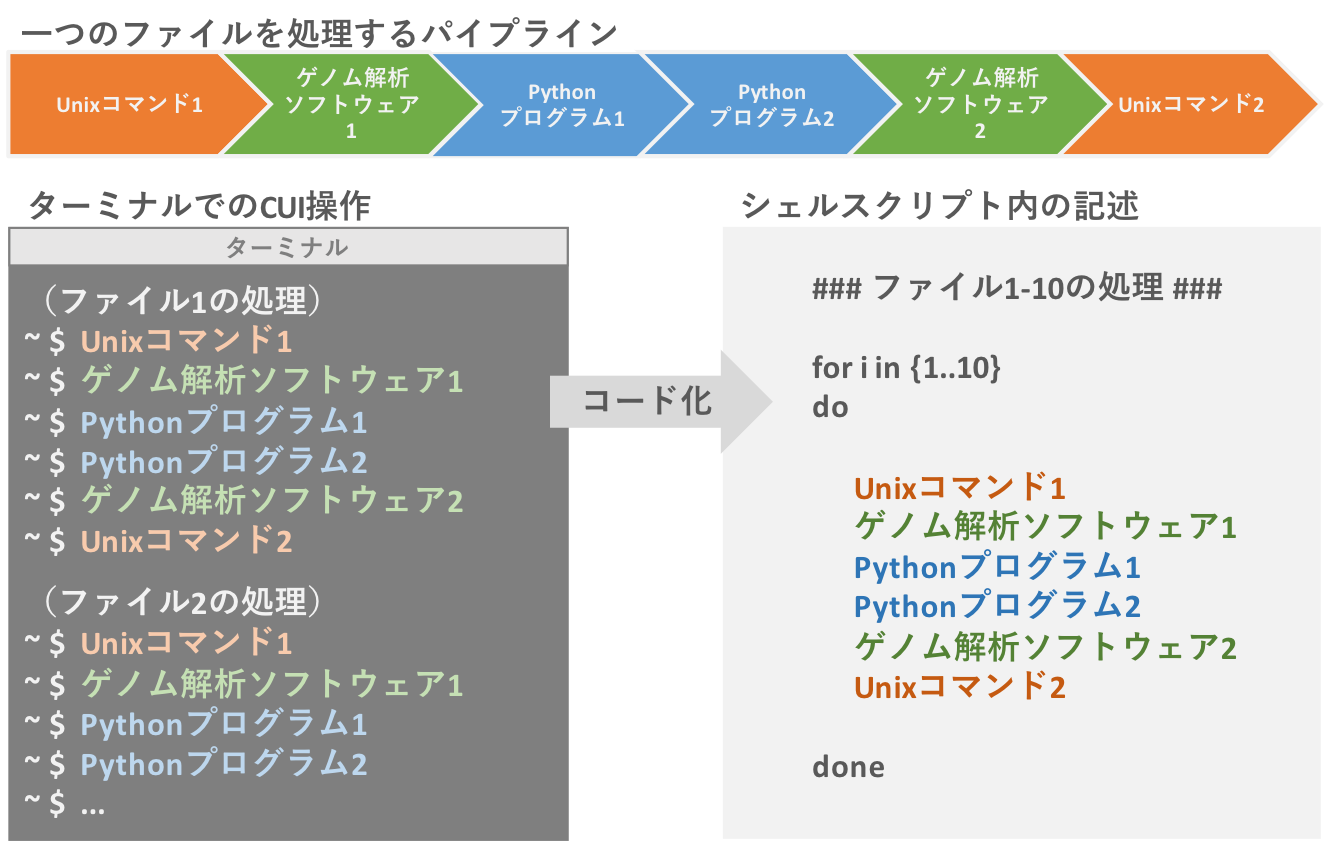 一つのファイルを処理するパイプライン
Unixコマンド1
ゲノム解析
ソフトウェア
1
Python
プログラム1
Python
プログラム2
ゲノム解析
ソフトウェア
2
Unixコマンド2
ターミナルでのCUI操作
ターミナル
（ファイル1の処理）
~ $ Unixコマンド1
~ $ ゲノム解析ソフトウェア1
~ $ Pythonプログラム1
~ $ Pythonプログラム2
~ $ ゲノム解析ソフトウェア2
~ $ Unixコマンド2
（ファイル2の処理）
~ $ Unixコマンド1
~ $ ゲノム解析ソフトウェア1
~ $ Pythonプログラム1
~ $ Pythonプログラム2
~ $ ...
コード化
シェルスクリプト内の記述
### ファイル1-10の処理 ###
for i in {1..10}
do
Unixコマンド1
ゲノム解析ソフトウェア1
Pythonプログラム1
Pythonプログラム2
ゲノム解析ソフトウェア2
Unixコマンド2
done